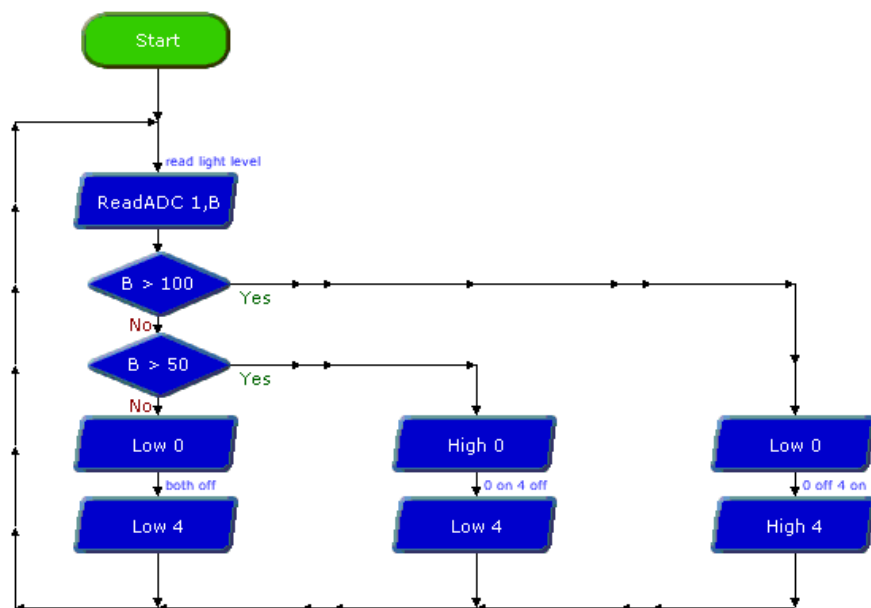 Start
read light level
ReadADC 1,B
B > 100
Yes
No
B > 50
Yes
No
Low 0
High 0
Low 0
both off
0 on 4 off
0 off 4 on
Low 4
Low 4
High 4